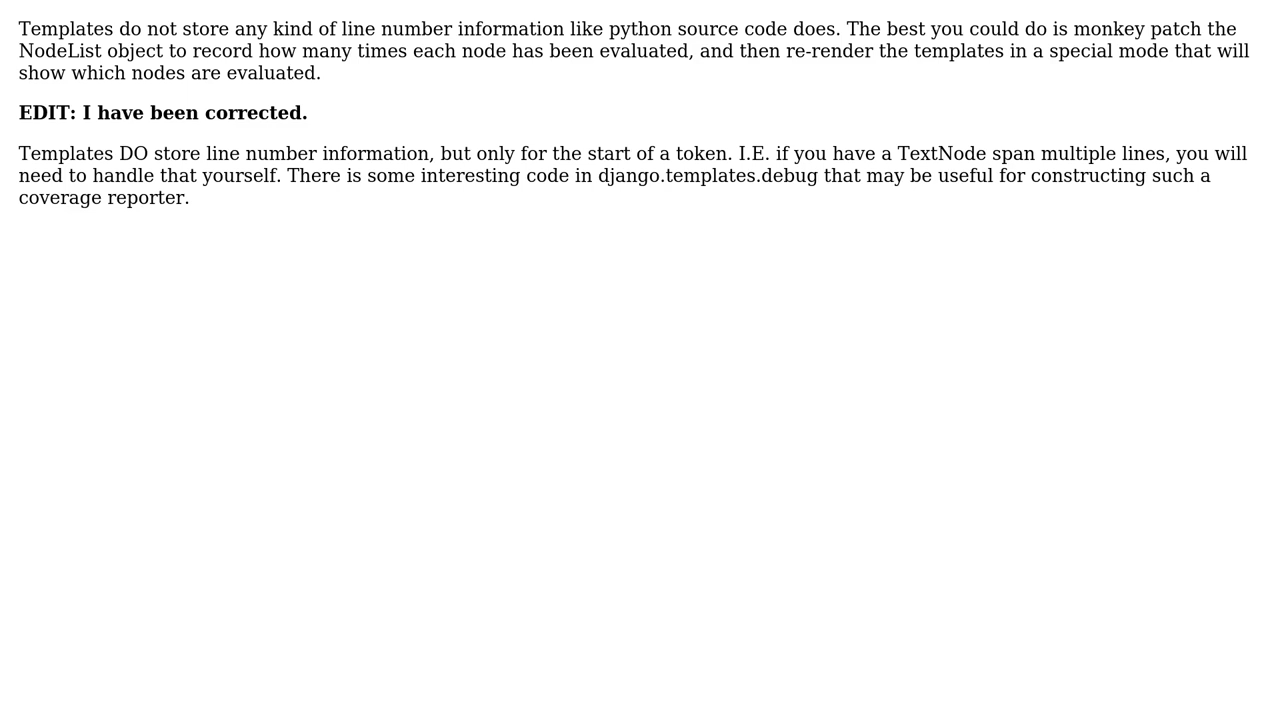 Templates do not store any kind of line number information like python source code does. The best you could do is monkey patch the
NodeList object to record how many times each node has been evaluated, and then re-render the templates in a special mode that will
show which nodes are evaluated.
EDIT: I have been corrected.
Templates DO store line number information, but only for the start of a token. I.E. if you have a TextNode span multiple lines, you will
need to handle that yourself. There is some interesting code in django.templates.debug that may be useful for constructing such a
coverage reporter.